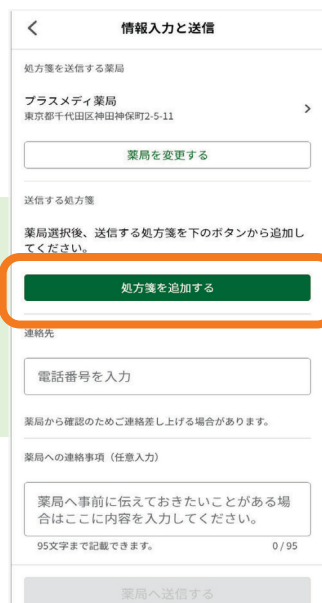 情報入力と送信
処方箋を送信する薬局
プラスメディ薬局
東京都千代田区神田神保町2-5-11
薬局を変更する
送信する処方箋
薬局選択後、送信する処方箋を下のボタンから追加し
てください。
処方箋を追加する
連絡先
電話番号を入力
薬局から確認のためご連絡差し上げる場合があります。
薬局への連絡事項（任意入力）
薬局へ事前に伝えておきたいことがある場
合はここに内容を入力してください。
95文字まで記載できます。 0 / 95
薬局へ送信する